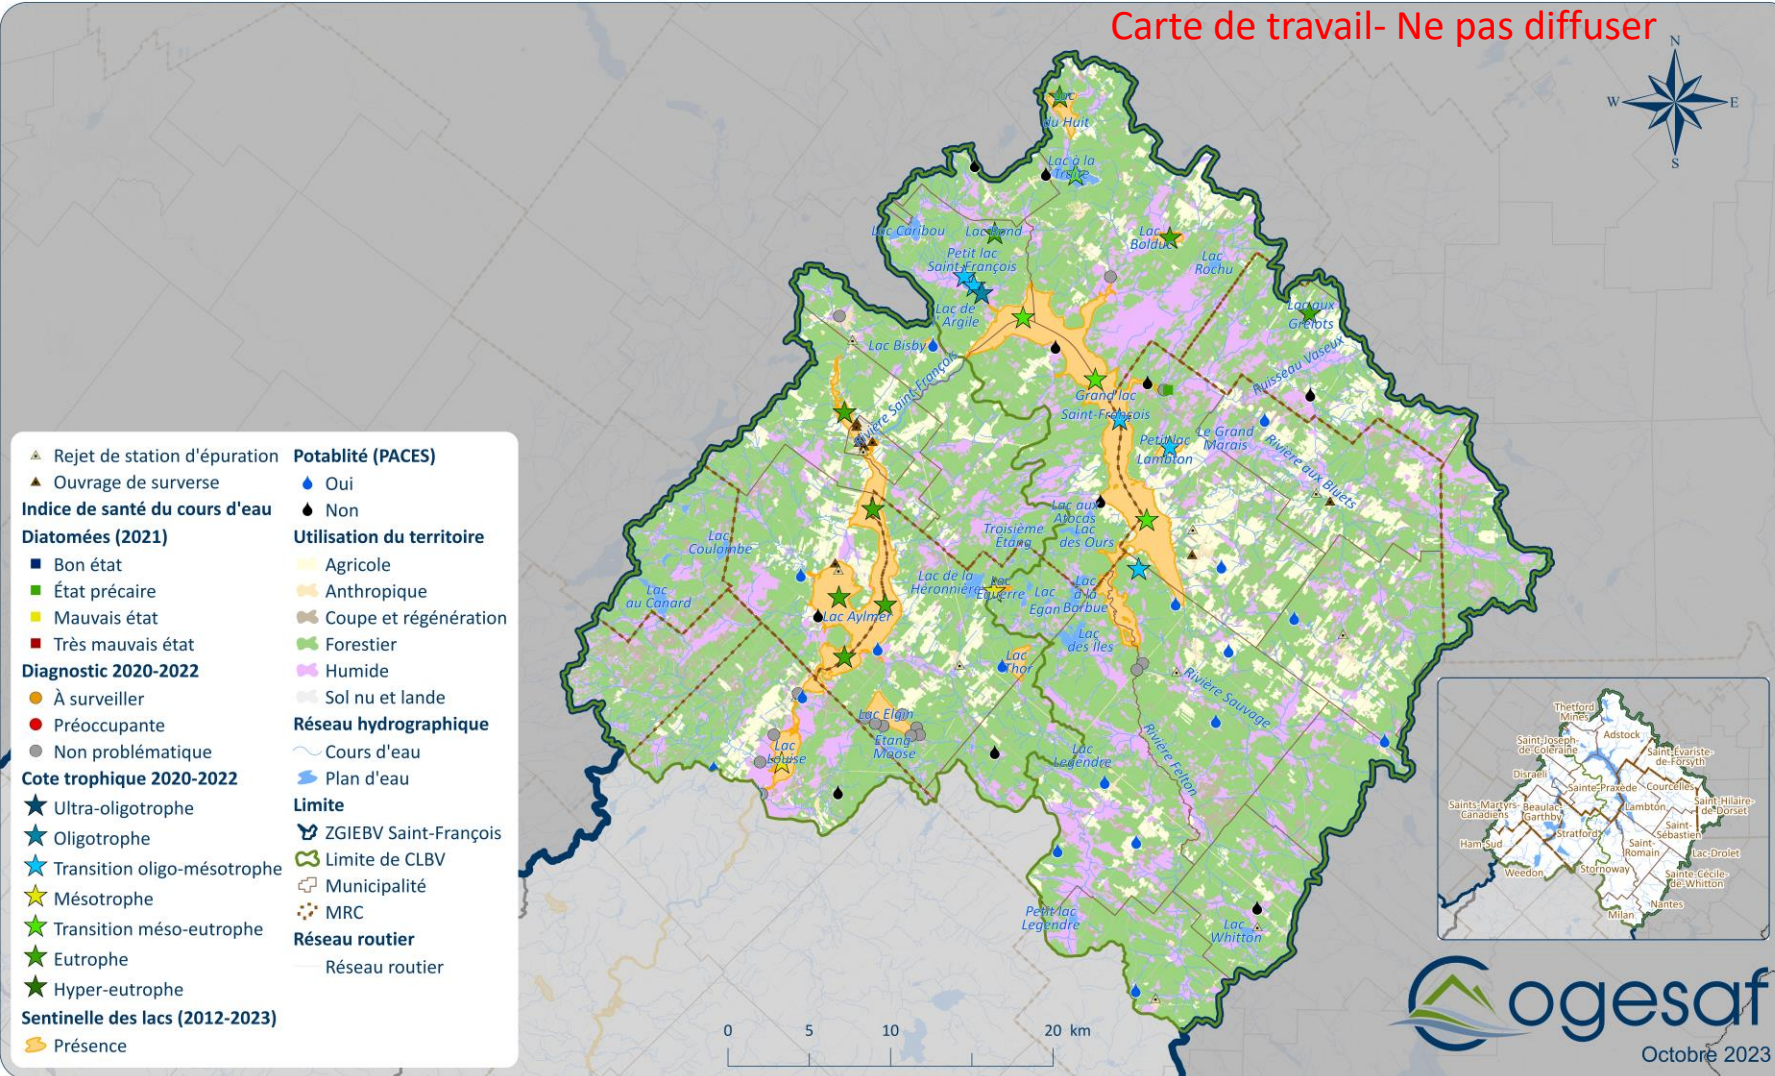 Carte de travail- Ne pas diffuser
N
W
E
S
Lac
du Huit
Lac à la
Truite
Lac Caribou
Lac Rond
Lac
Bolduc
Petit lac
Saint-François
Lac
Rochu
Lac de
l'Argile
Lac aux
Grelots
Lac Bisby
Rivière Saint-François
Ruisseau Vaseux
Grand lac
Saint-François
Petit lac
Lambton
Le Grand
Marais
Rivière aux Bluets
Lac aux
Atocas
Troisième
Étang
Lac
des Ours
Lac
Coulombe
Lac
au Canard
Lac de la
Héronnière
Lac
Équerre
Lac
Egan
Lac
à la
Barbue
Lac Aylmer
Lac
des Îles
Lac
Thor
Rivière Sauvage
Lac Elgin
Étang
Moose
Lac
Louise
Lac
Legendre
Rivière Felton
Petit lac
Legendre
Lac
Whitton
Rejet de station d'épuration
Ouvrage de surverse
Indice de santé du cours d'eau
Diatomées (2021)
Bon état
État précaire
Mauvais état
Très mauvais état
Diagnostic 2020-2022
À surveiller
Préoccupante
Non problématique
Cote trophique 2020-2022
Ultra-oligotrophe
Oligotrophe
Transition oligo-mésotrophe
Mésotrophe
Transition méso-eutrophe
Eutrophe
Hyper-eutrophe
Sentinelle des lacs (2012-2023)
Présence
Potablité (PACES)
Oui
Non
Utilisation du territoire
Agricole
Anthropique
Coupe et régénération
Forestier
Humide
Sol nu et lande
Réseau hydrographique
Cours d'eau
Plan d'eau
Limite
ZGIEBV Saint-François
Limite de CLBV
Municipalité
MRC
Réseau routier
Réseau routier
0 5 10 20 km
Thetford
Mines
Adstock
Saint-Joseph-
de-Coleraine
Saint-Évariste-
de-Forsyth
Disraeli
Sainte-Praxède
Courcelles
Saints-Martyrs-
Canadiens
Beaulac-
Garthby
Lambton
Saint-Hilaire-
de-Dorset
Stratford
Saint-
Sébastien
Ham-Sud
Saint-
Romain
Lac-Drolet
Weedon
Stornoway
Sainte-Cécile-
de-Whitton
Nantes
Milan
Cogesaf
Octobre 2023